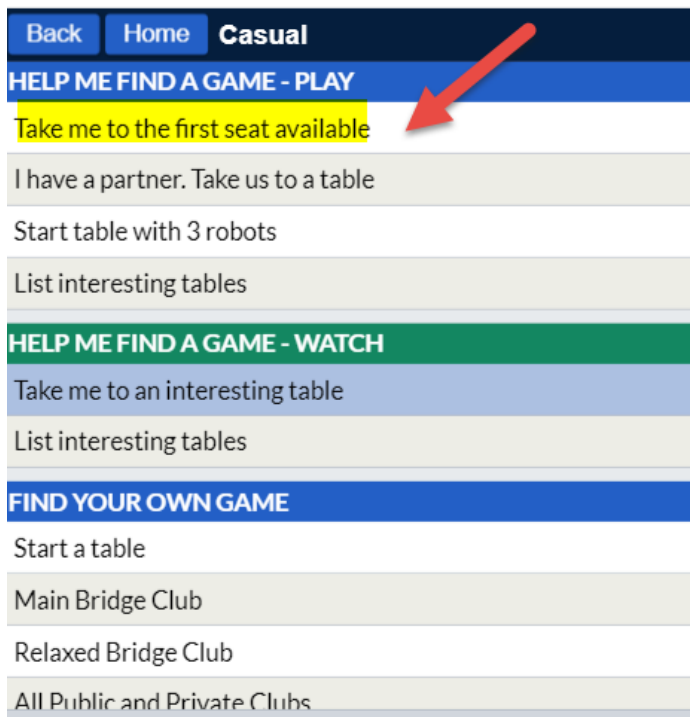 Back Home Casual
HELP ME FIND A GAME - PLAY
Take me to the first seat available
I have a partner. Take us to a table
Start table with 3 robots
List interesting tables
HELP ME FIND A GAME - WATCH
Take me to an interesting table
List interesting tables
FIND YOUR OWN GAME
Start a table
Main Bridge Club
Relaxed Bridge Club
All Public and Private Clubs